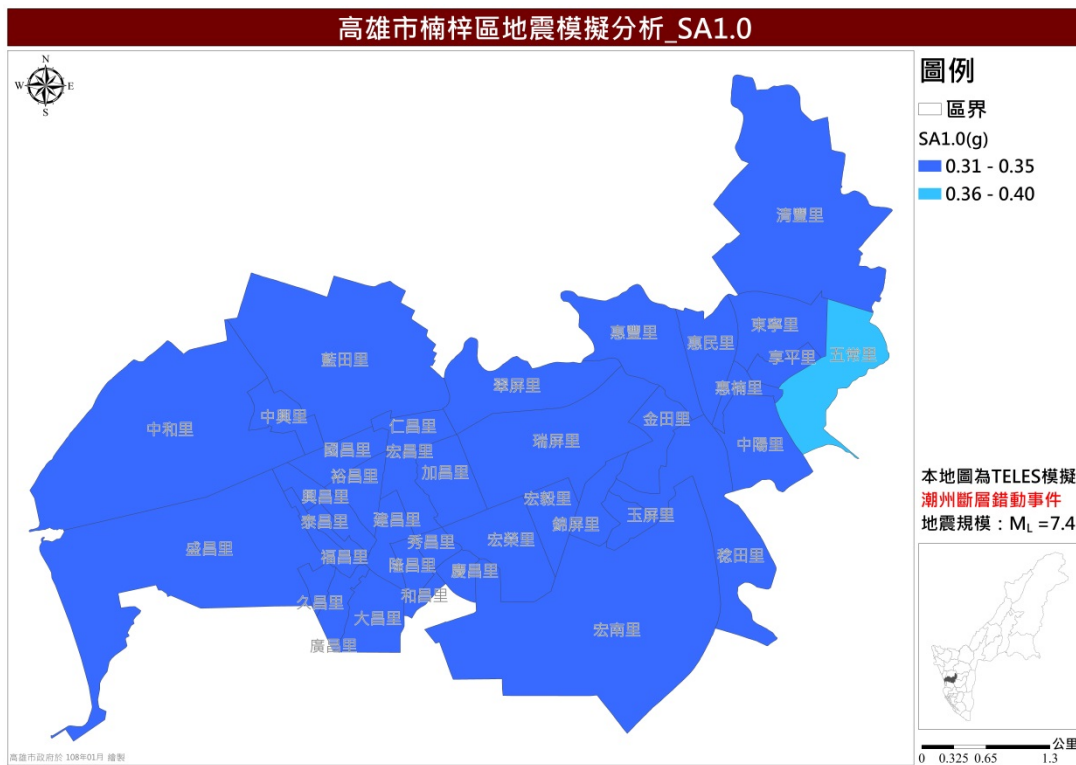 高雄市楠梓區地震模擬分析_SA1.0
N
W
E
S
圖例
區界
SA1.0(g)
0.31 - 0.35
0.36 - 0.40
清豐里
東寧里
惠豐里
惠民里
享平里
五常里
藍田里
翠屏里
惠楠里
金田里
中興里
中和里
仁昌里
瑞屏里
中陽里
國昌里
宏昌里
裕昌里
加昌里
興昌里
宏毅里
泰昌里
建昌里
錦屏里
玉屏里
盛昌里
秀昌里
宏榮里
福昌里
隆昌里
慶昌里
稔田里
久昌里
和昌里
大昌里
宏南里
廣昌里
本地圖為TELES模擬
潮州斷層錯動事件
地震規模：ML =7.4
公里
0 0.325 0.65 1.3
高雄市政府於 108年01月 繪製